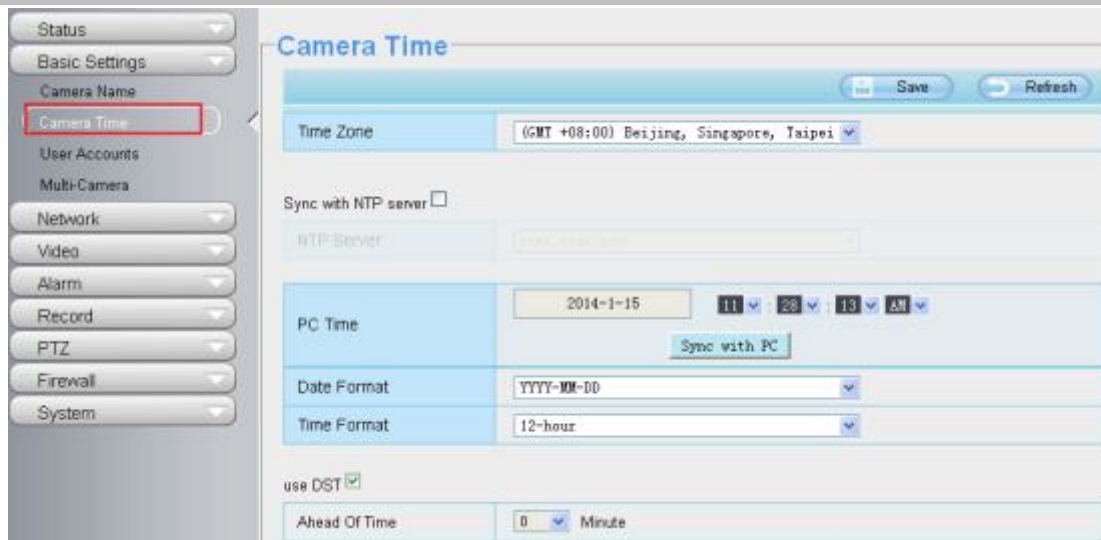 Status
Basic Settings
Camera Name
Camera Time
User Accounts
Multi-Camera
Network
Video
Alarm
Record
PTZ
Firewall
System
Camera Time
Save Refresh
Time Zone (GMT +08:00) Beijing, Singapore, Taipei
Sync with NTP server
NTP Server
PC Time 2014-1-15 11 : 28 : 13 AM
Sync with PC
Date Format YYYY-MM-DD
Time Format 12-hour
use DST
Ahead Of Time 0 Minute